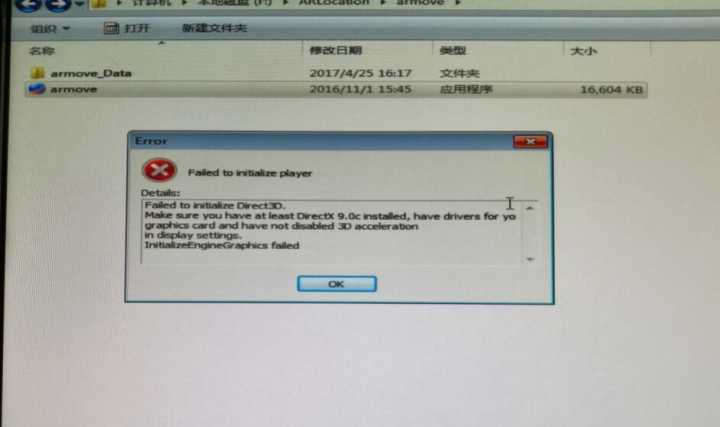 计算机 ▸ 本地磁盘 (F:) ▸ ARLocation ▸ armove ▸
组织 打开 新建文件夹
名称 修改日期 类型 大小
armove_Data 2017/4/25 16:17 文件夹
armove 2016/11/1 15:45 应用程序 16,604 KB
Error
Failed to initialize player
Details:
Failed to initialize Direct3D.
Make sure you have at least DirectX 9.0c installed, have drivers for yo
graphics card and have not disabled 3D acceleration
in display settings.
InitializeEngineGraphics failed
OK